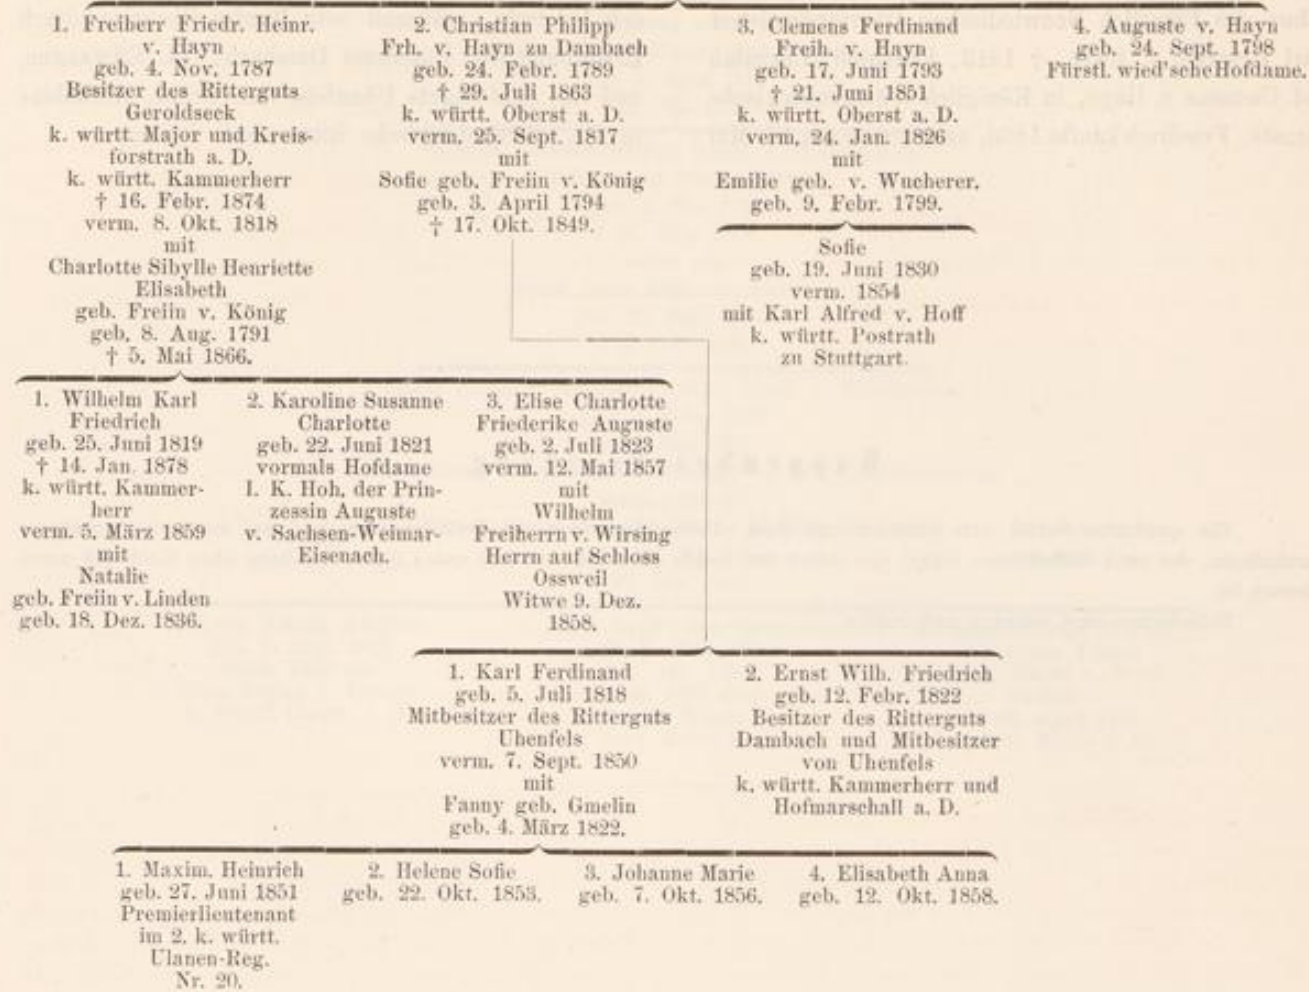 1. Freiherr Friedr. Heinr.
v. Hayn
geb. 4. Nov. 1787
Besitzer des Ritterguts
Geroldseck
k. württ. Major und Kreis-
forstrath a. D.
k. württ. Kammerherr
† 16. Febr. 1874
verm. 8. Okt. 1818
mit
Charlotte Sibylle Henriette
Elisabeth
geb. Freiin v. König
geb. 8. Aug. 1791
† 5. Mai 1866.
2. Christian Philipp
Frh. v. Hayn zu Dambach
geb. 24. Febr. 1789
† 29. Juli 1863
k. württ. Oberst a. D.
verm. 25. Sept. 1817
mit
Sofie geb. Freiin v. König
geb. 3. April 1794
† 17. Okt. 1849.
3. Clemens Ferdinand
Freih. v. Hayn
geb. 17. Juni 1793
† 21. Juni 1851
k. württ. Oberst a. D.
verm. 24. Jan. 1826
mit
Emilie geb. v. Wucherer.
geb. 9. Febr. 1799.
4. Auguste v. Hayn
geb. 24. Sept. 1798
Fürstl. wied'sche Hofdame.
Sofie
geb. 19. Juni 1830
verm. 1854
mit Karl Alfred v. Hoff
k. württ. Postrath
zu Stuttgart.
1. Wilhelm Karl
Friedrich
geb. 25. Juni 1819
† 14. Jan. 1878
k. württ. Kammer-
herr
verm. 5. März 1859
mit
Natalie
geb. Freiin v. Linden
geb. 18. Dez. 1836.
2. Karoline Susanne
Charlotte
geb. 22. Juni 1821
vormals Hofdame
I. K. Hoh. der Prin-
zessin Auguste
v. Sachsen-Weimar-
Eisenach.
3. Elise Charlotte
Friederike Auguste
geb. 2. Juli 1823
verm. 12. Mai 1857
mit
Wilhelm
Freiherrn v. Wirsing
Herrn auf Schloss
Ossweil
Witwe 9. Dez.
1858.
1. Karl Ferdinand
geb. 5. Juli 1818
Mitbesitzer des Ritterguts
Uhenfels
verm. 7. Sept. 1850
mit
Fanny geb. Gmelin
geb. 4. März 1822.
2. Ernst Wilh. Friedrich
geb. 12. Febr. 1822
Besitzer des Ritterguts
Dambach und Mitbesitzer
von Uhenfels
k. württ. Kammerherr und
Hofmarschall a. D.
1. Maxim. Heinrich
geb. 27. Juni 1851
Premierlieutenant
im 2. k. württ.
Ulanen-Reg.
Nr. 20.
2. Helene Sofie
geb. 22. Okt. 1853.
3. Johanne Marie
geb. 7. Okt. 1856.
4. Elisabeth Anna
geb. 12. Okt. 1858.